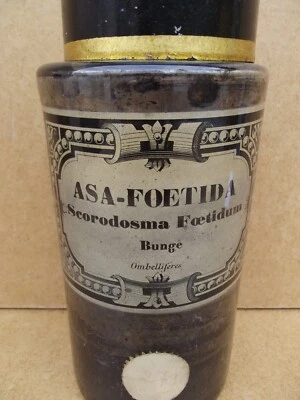 ASA-FOETIDA
Scorodosma Fœtidum
Bunge
Ombellifères